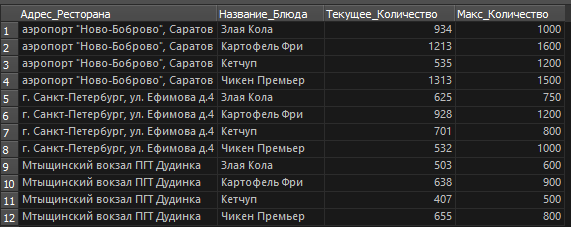 Адрес_Ресторана Название_Блюда Текущее_Количество Макс_Количество
1 аэропорт "Ново-Боброво", Саратов Злая Кола 934 1000
2 аэропорт "Ново-Боброво", Саратов Картофель Фри 1213 1600
3 аэропорт "Ново-Боброво", Саратов Кетчуп 535 1200
4 аэропорт "Ново-Боброво", Саратов Чикен Премьер 1313 1500
5 г. Санкт-Петербург, ул. Ефимова д.4 Злая Кола 625 750
6 г. Санкт-Петербург, ул. Ефимова д.4 Картофель Фри 928 1200
7 г. Санкт-Петербург, ул. Ефимова д.4 Кетчуп 701 800
8 г. Санкт-Петербург, ул. Ефимова д.4 Чикен Премьер 532 1000
9 Мтыщинский вокзал ПГТ Дудинка Злая Кола 503 600
10 Мтыщинский вокзал ПГТ Дудинка Картофель Фри 638 900
11 Мтыщинский вокзал ПГТ Дудинка Кетчуп 407 500
12 Мтыщинский вокзал ПГТ Дудинка Чикен Премьер 655 800